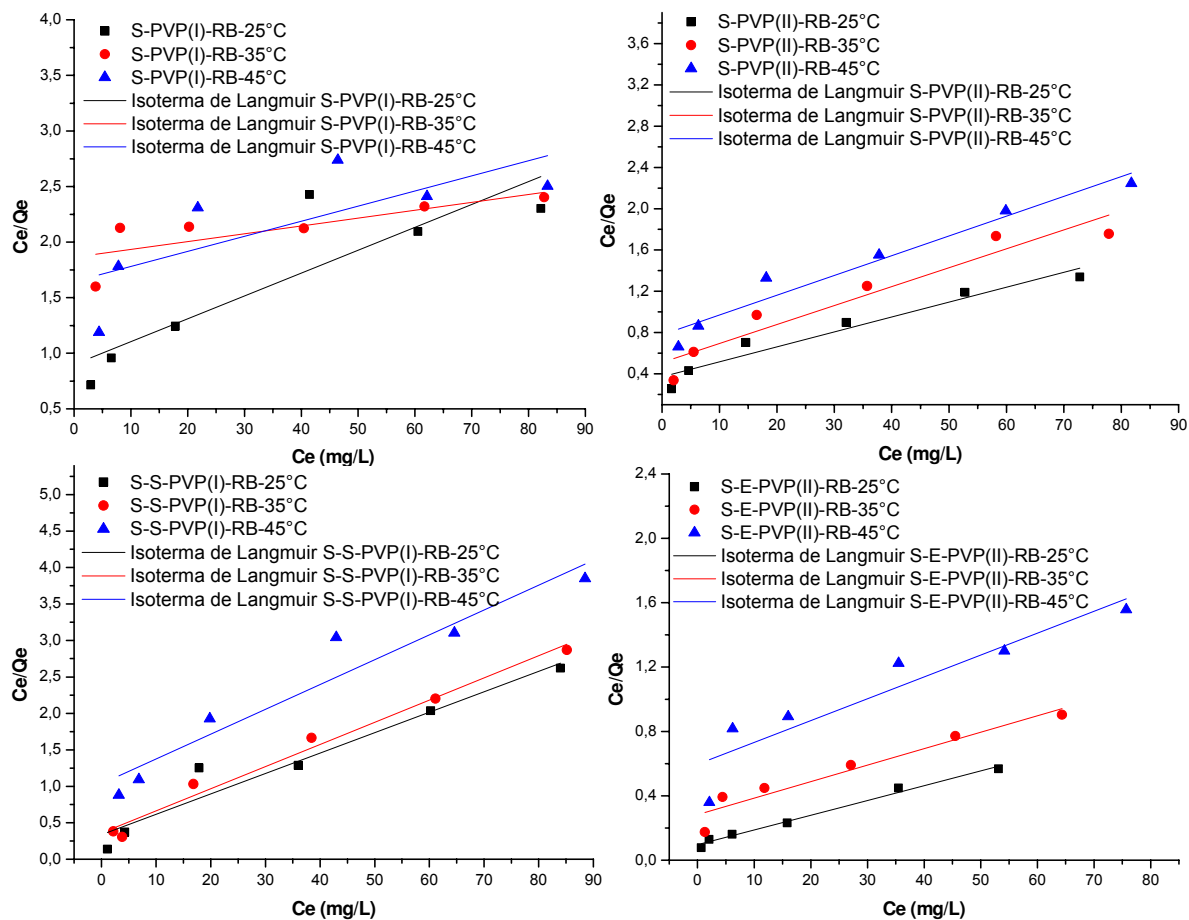 4,0
3,5
3,0
2,5
2,0
1,5
1,0
0,5
Ce/Qe
S-PVP(I)-RB-25°C
S-PVP(I)-RB-35°C
S-PVP(I)-RB-45°C
Isoterma de Langmuir S-PVP(I)-RB-25°C
Isoterma de Langmuir S-PVP(I)-RB-35°C
Isoterma de Langmuir S-PVP(I)-RB-45°C
0 10 20 30 40 50 60 70 80 90
Ce (mg/L)
3,6
3,2
2,8
2,4
2,0
1,6
1,2
0,8
0,4
Ce/Qe
S-PVP(II)-RB-25°C
S-PVP(II)-RB-35°C
S-PVP(II)-RB-45°C
Isoterma de Langmuir S-PVP(II)-RB-25°C
Isoterma de Langmuir S-PVP(II)-RB-35°C
Isoterma de Langmuir S-PVP(II)-RB-45°C
0 10 20 30 40 50 60 70 80 90
Ce (mg/L)
5,0
4,5
4,0
3,5
3,0
2,5
2,0
1,5
1,0
0,5
0,0
Ce/Qe
S-S-PVP(I)-RB-25°C
S-S-PVP(I)-RB-35°C
S-S-PVP(I)-RB-45°C
Isoterma de Langmuir S-S-PVP(I)-RB-25°C
Isoterma de Langmuir S-S-PVP(I)-RB-35°C
Isoterma de Langmuir S-S-PVP(I)-RB-45°C
0 10 20 30 40 50 60 70 80 90
Ce (mg/L)
2,4
2,0
1,6
1,2
0,8
0,4
0,0
Ce/Qe
S-E-PVP(II)-RB-25°C
S-E-PVP(II)-RB-35°C
S-E-PVP(II)-RB-45°C
Isoterma de Langmuir S-E-PVP(II)-RB-25°C
Isoterma de Langmuir S-E-PVP(II)-RB-35°C
Isoterma de Langmuir S-E-PVP(II)-RB-45°C
0 10 20 30 40 50 60 70 80
Ce (mg/L)